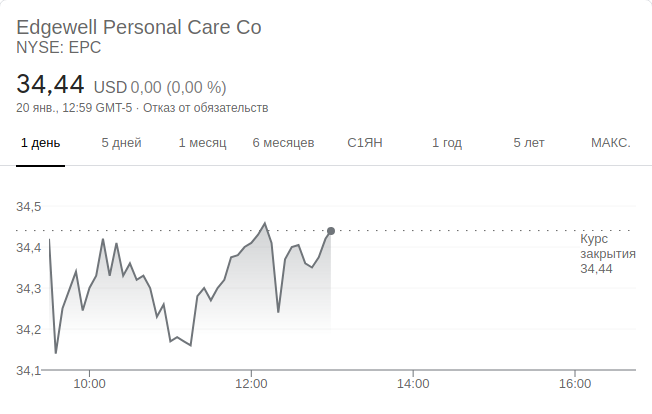 Edgewell Personal Care Co
NYSE: EPC
34,44 USD 0,00 (0,00 %)
20 янв., 12:59 GMT-5 · Отказ от обязательств
1 день 5 дней 1 месяц 6 месяцев С1ЯН 1 год 5 лет МАКС.
34,5
34,4
34,3
34,2
34,1
Курс
закрытия
34,44
10:00 12:00 14:00 16:00